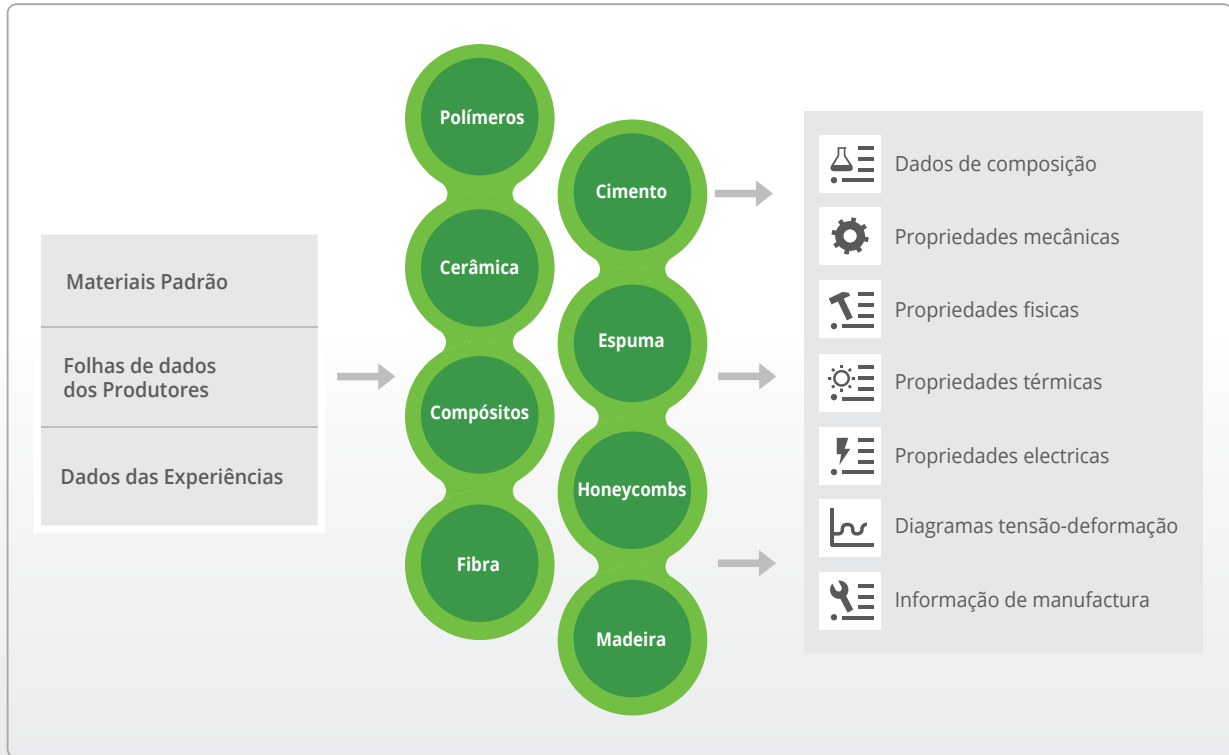 Materiais Padrão
Folhas de dados
dos Produtores
Dados das Experiências
Polímeros
Cerâmica
Compósitos
Fibra
Cimento
Espuma
Honeycombs
Madeira
Dados de composição
Propriedades mecânicas
Propriedades fisicas
Propriedades térmicas
Propriedades electricas
Diagramas tensão-deformação
Informação de manufactura